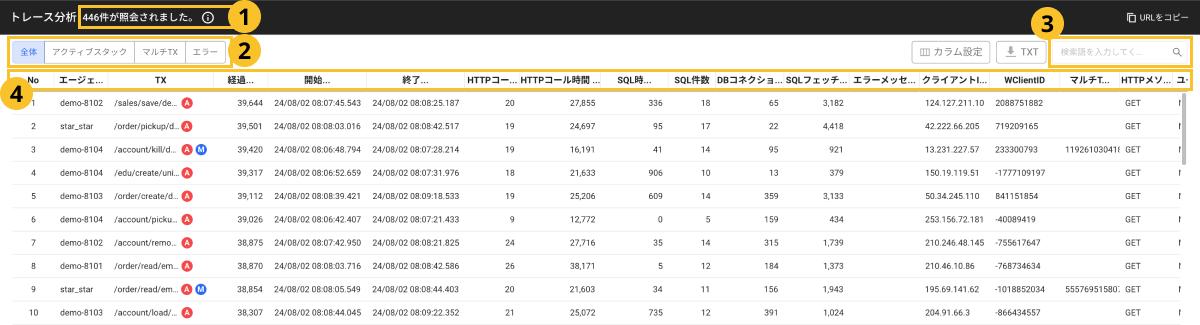 トレース分析 446件が照会されました。 1 URLをコピー
全体 アクティブスタック マルチTX エラー 2 カラム設定 TXT 検索語を入力してく... 3
4 No エージェ... TX 経過... 開始... 終了... HTTPコー... HTTPコール時間 ... SQL時... SQL件数 DBコネクショ... SQLフェッチ... エラーメッセ... クライアントI... WClientID マルチT... HTTPメソ... ユー
1 demo-8102 /sales/save/de... A 39,644 24/08/02 08:07:45.543 24/08/02 08:08:25.187 20 27,855 336 18 65 3,182 124.127.211.10 2088751882 GET
2 star_star /order/pickup/d... A 39,501 24/08/02 08:08:03.016 24/08/02 08:08:42.517 19 24,697 95 17 22 4,418 42.222.66.205 719209165 GET
3 demo-8104 /account/kill/d... A M 39,420 24/08/02 08:06:48.794 24/08/02 08:07:28.214 19 16,191 41 14 95 921 13.231.227.57 233300793 119261030418 GET
4 demo-8104 /edu/create/uni... A 39,317 24/08/02 08:06:52.659 24/08/02 08:07:31.976 18 21,633 906 10 13 379 150.19.119.51 -1777109197 GET
5 demo-8103 /order/create/d... A 39,112 24/08/02 08:08:39.421 24/08/02 08:09:18.533 19 25,206 609 14 359 3,133 50.34.245.110 841151854 GET
6 demo-8104 /account/picku... A 39,026 24/08/02 08:06:42.407 24/08/02 08:07:21.433 9 12,772 0 5 159 434 253.156.72.181 -40089419 GET
7 demo-8102 /account/remo... A 38,875 24/08/02 08:07:42.950 24/08/02 08:08:21.825 24 27,716 35 14 315 1,739 210.246.48.145 -755617647 GET
8 demo-8101 /order/read/em... A 38,870 24/08/02 08:08:03.716 24/08/02 08:08:42.586 26 38,171 5 12 184 1,373 210.46.10.86 -768734634 GET
9 star_star /order/read/em... A M 38,854 24/08/02 08:08:05.549 24/08/02 08:08:44.403 20 21,603 34 11 156 1,943 195.69.141.62 -1018852034 55576951580 GET
10 demo-8103 /account/load/... A 38,307 24/08/02 08:08:44.045 24/08/02 08:09:22.352 21 25,072 735 12 391 1,024 204.91.66.3 -866434557 GET